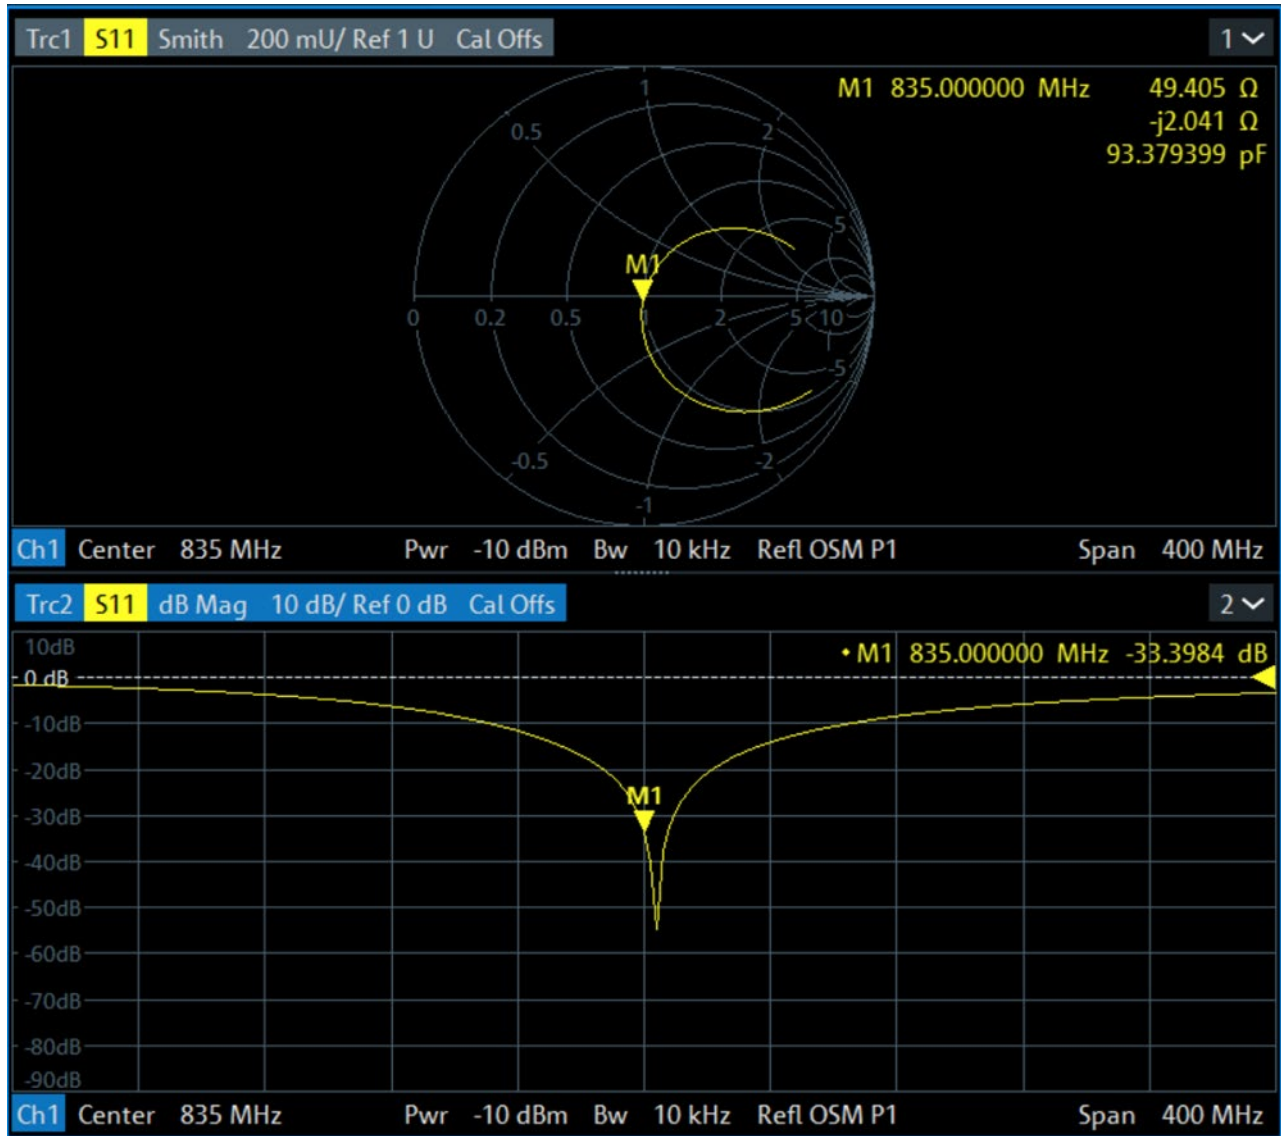 Trc1 S11 Smith 200 mU/ Ref 1 U Cal Offs 1
M1 835.000000 MHz 49.405 Ω
-j2.041 Ω
93.379399 pF
1
0.5 2
5
M1
0 0.2 0.5 1 2 5 10
-5
-0.5 -2
-1
Ch1 Center 835 MHz Pwr -10 dBm Bw 10 kHz Refl OSM P1 Span 400 MHz
Trc2 S11 dB Mag 10 dB/ Ref 0 dB Cal Offs 2
10dB
M1 835.000000 MHz -33.3984 dB
0 dB
-10dB
-20dB
M1
-30dB
-40dB
-50dB
-60dB
-70dB
-80dB
-90dB
Ch1 Center 835 MHz Pwr -10 dBm Bw 10 kHz Refl OSM P1 Span 400 MHz